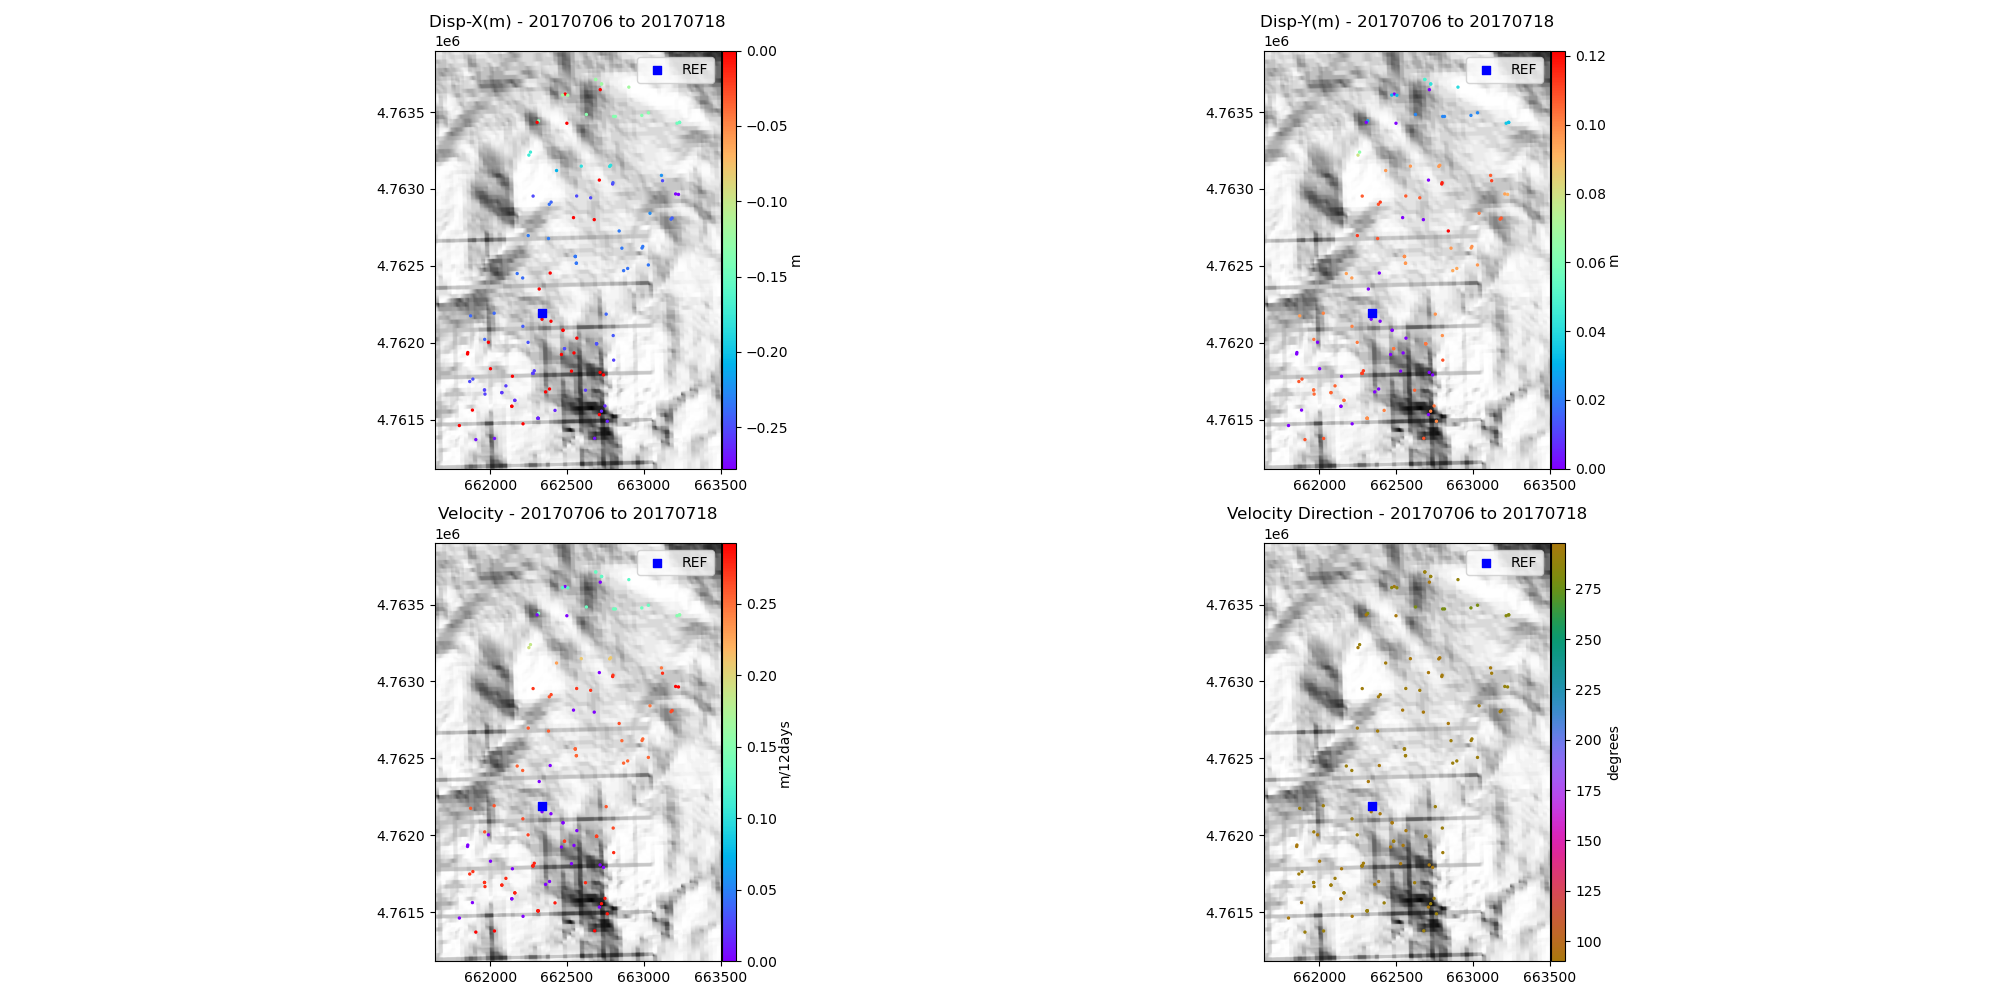 Disp-X(m) - 20170706 to 20170718
1e6
REF
4.7635
4.7630
4.7625
4.7620
4.7615
662000 662500 663000 663500
0.00
−0.05
−0.10
−0.15
−0.20
−0.25
m
Disp-Y(m) - 20170706 to 20170718
1e6
REF
4.7635
4.7630
4.7625
4.7620
4.7615
662000 662500 663000 663500
0.12
0.10
0.08
0.06
0.04
0.02
0.00
m
Velocity - 20170706 to 20170718
1e6
REF
4.7635
4.7630
4.7625
4.7620
4.7615
662000 662500 663000 663500
0.25
0.20
0.15
0.10
0.05
0.00
m/12days
Velocity Direction - 20170706 to 20170718
1e6
REF
4.7635
4.7630
4.7625
4.7620
4.7615
662000 662500 663000 663500
275
250
225
200
175
150
125
100
degrees